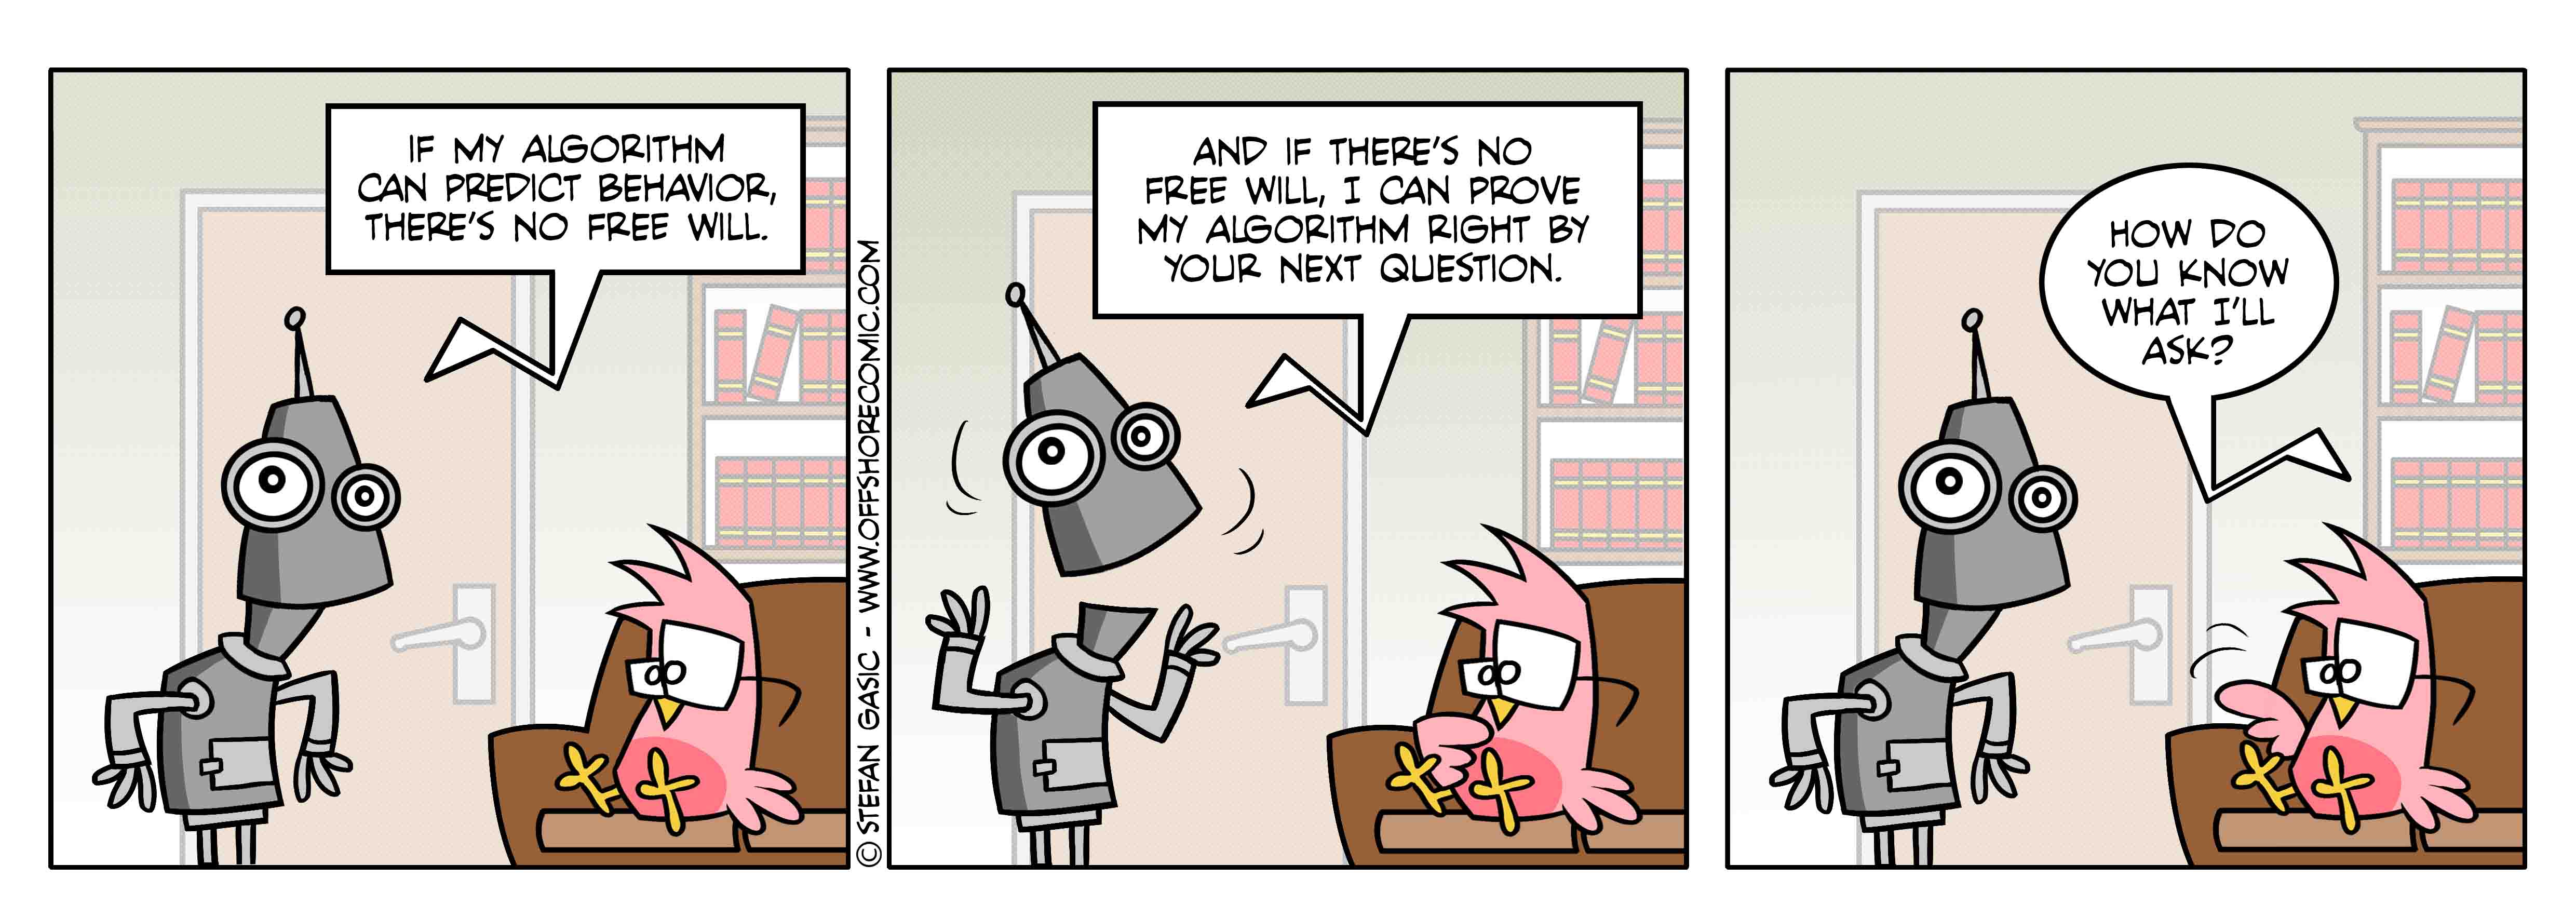 IF MY ALGORITHM
CAN PREDICT BEHAVIOR,
THERE'S NO FREE WILL.
© STEFAN GASIC - WWW.OFFSHORECOMIC.COM
AND IF THERE'S NO
FREE WILL, I CAN PROVE
MY ALGORITHM RIGHT BY
YOUR NEXT QUESTION.
HOW DO
YOU KNOW
WHAT I'LL
ASK?